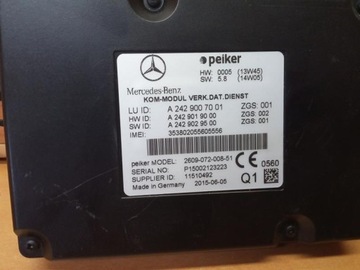 peiker
HW: 0005 (13W45)
SW: 5.5 (14W05)
Mercedes-Benz
KOM-MODUL VERK.DAT.DIENST
LU ID: A 242 900 70 01 ZGS: 001
HW ID: A 242 901 90 00 ZGS: 002
SW ID: A 242 902 95 00 ZGS: 001
IMEI: 353802055605556
peiker MODEL: 2609-072-008-51
SERIAL NO: P15002123223
SUPPLIER ID: 11510492
Made in Germany 2015-06-05
CE 0560
Q1